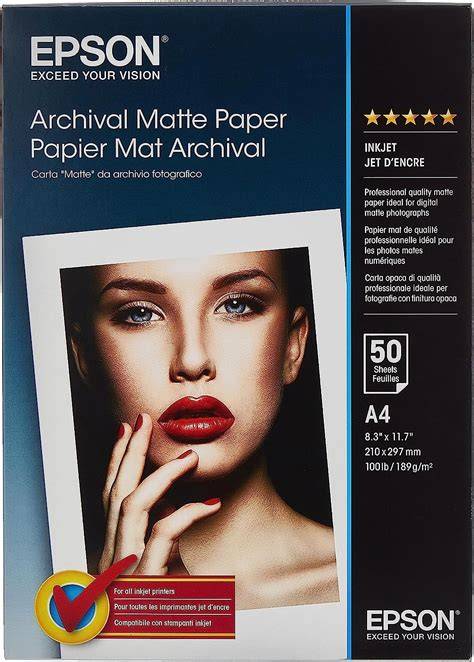 EPSON®
EXCEED YOUR VISION
Archival Matte Paper
Papier Mat Archival
Carta "Matte" da archivio fotografico
INKJET
JET D'ENCRE
Professional quality matte
paper ideal for digital
matte photographs
Papier mat de qualité
professionnelle idéal pour
les photos mates
numériques
Carta opaca di qualità
professionale ideale per
fotografie con finitura opaca
50
Sheets
Feuilles
A4
8.3" x 11.7"
210 x 297 mm
100lb / 189g/m²
For all inkjet printers
Pour toutes les imprimantes jet d'encre
Compatibile con stampanti inkjet
EPSON®
EXCEED YOUR VISION